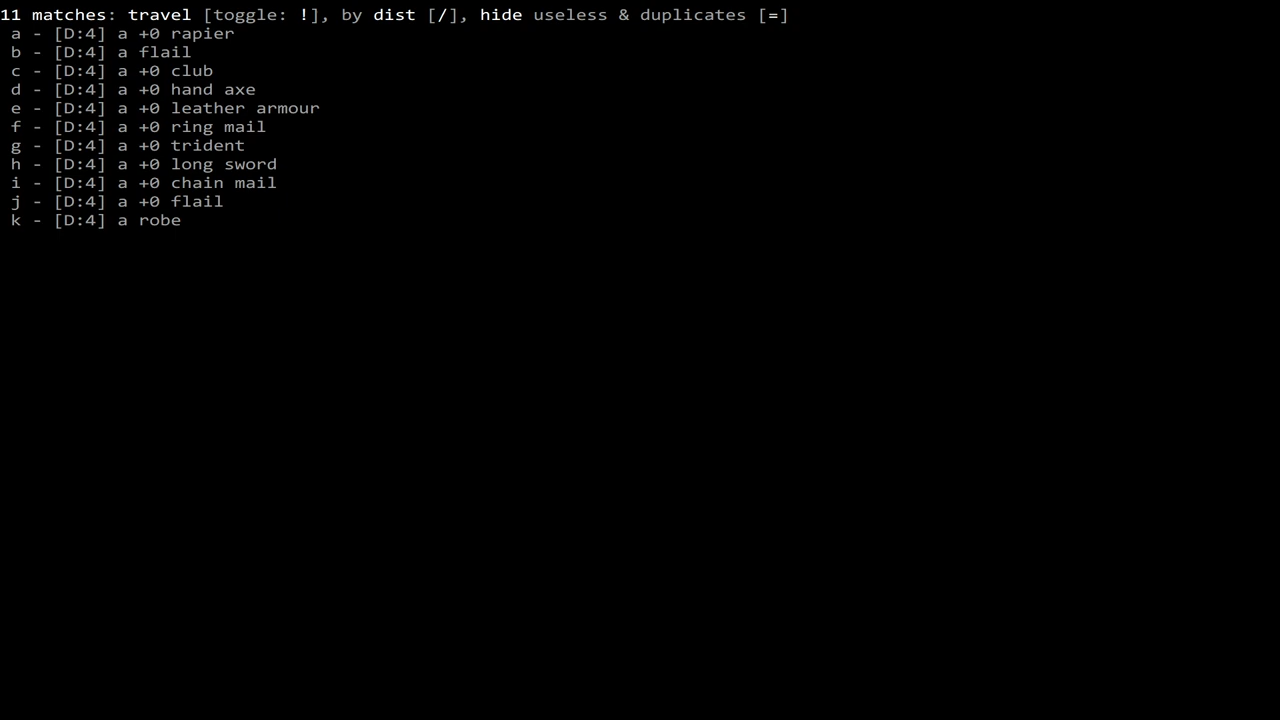 11 matches: travel [toggle: !], by dist [/], hide useless & duplicates [=]
a - [D:4] a +0 rapier
b - [D:4] a flail
c - [D:4] a +0 club
d - [D:4] a +0 hand axe
e - [D:4] a +0 leather armour
f - [D:4] a +0 ring mail
g - [D:4] a +0 trident
h - [D:4] a +0 long sword
i - [D:4] a +0 chain mail
j - [D:4] a +0 flail
k - [D:4] a robe